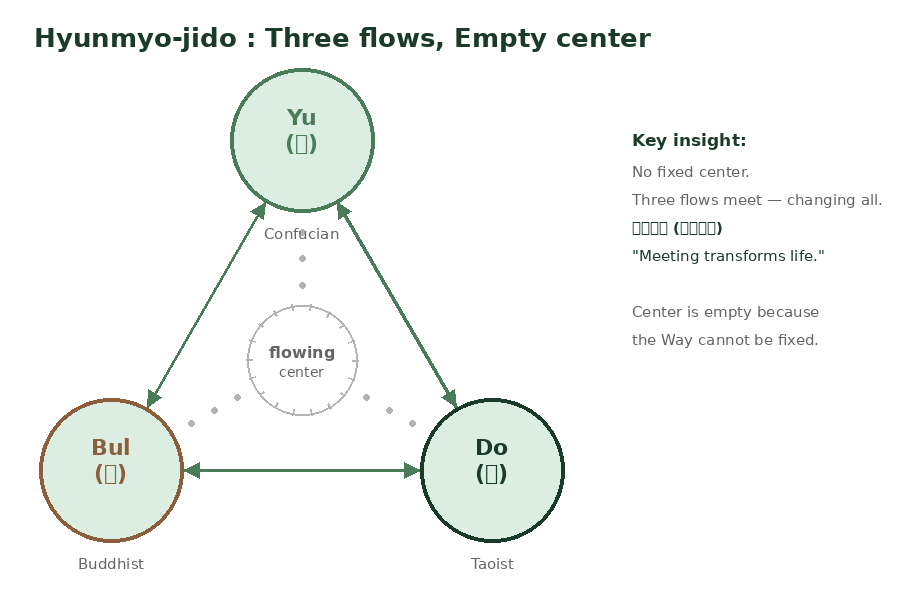 Hyunmyo-jido : Three flows, Empty center
Yu
(▯)
Confucian
flowing
center
Bul
(▯)
Buddhist
Do
(▯)
Taoist
Key insight:
No fixed center.
Three flows meet — changing all.
▯▯▯▯ (▯▯▯▯)
"Meeting transforms life."
Center is empty because
the Way cannot be fixed.